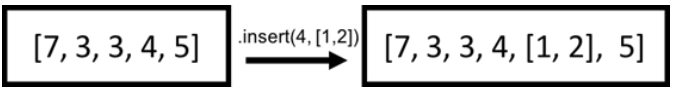 [7, 3, 3, 4, 5]
.insert(4, [1,2])
[7, 3, 3, 4, [1, 2], 5]